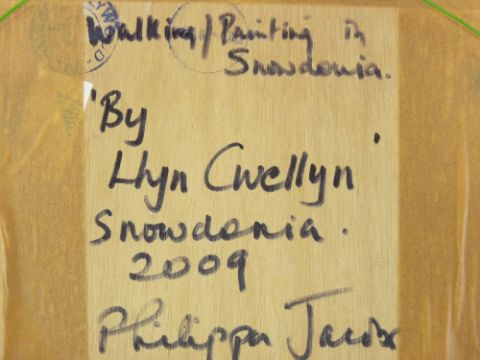 Walking/Painting in
Snowdonia.
'By
Llyn Cwellyn'
Snowdonia.
2009
Philippa Jacobs